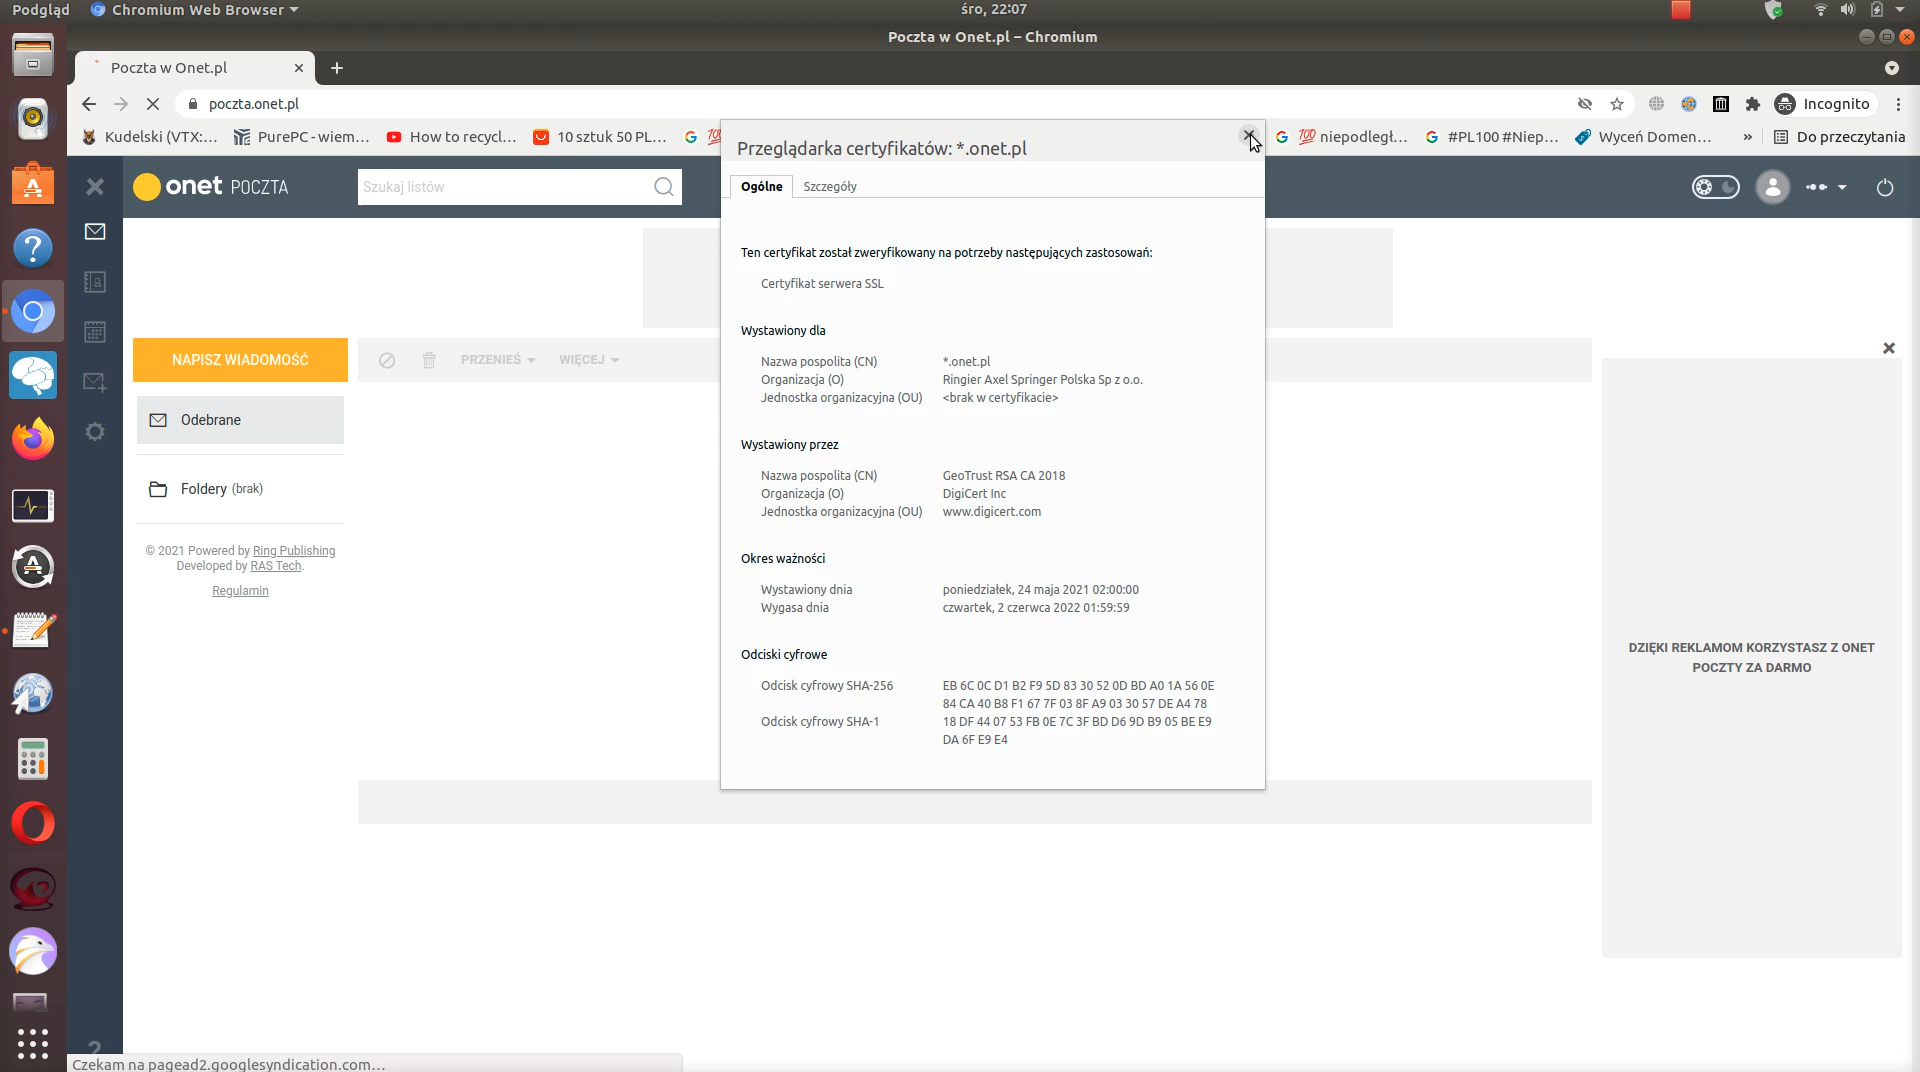 Podgląd
Chromium Web Browser
śro, 22:07
Poczta w Onet.pl – Chromium
Poczta w Onet.pl
poczta.onet.pl
Incognito
Kudelski (VTX:...
PurePC - wiem...
How to recycl...
10 sztuk 50 PL...
niepodległ...
#PL100 #Niep...
Wyceń Domen...
»
Do przeczytania
onet POCZTA
Szukaj listów
NAPISZ WIADOMOŚĆ
PRZENIEŚ
WIĘCEJ
Odebrane
Foldery (brak)
© 2021 Powered by Ring Publishing
Developed by RAS Tech.
Regulamin
Przeglądarka certyfikatów: *.onet.pl
Ogólne
Szczegóły
Ten certyfikat został zweryfikowany na potrzeby następujących zastosowań:
Certyfikat serwera SSL
Wystawiony dla
Nazwa pospolita (CN) *.onet.pl
Organizacja (O) Ringier Axel Springer Polska Sp z o.o.
Jednostka organizacyjna (OU) <brak w certyfikacie>
Wystawiony przez
Nazwa pospolita (CN) GeoTrust RSA CA 2018
Organizacja (O) DigiCert Inc
Jednostka organizacyjna (OU) www.digicert.com
Okres ważności
Wystawiony dnia poniedziałek, 24 maja 2021 02:00:00
Wygasa dnia czwartek, 2 czerwca 2022 01:59:59
Odciski cyfrowe
Odcisk cyfrowy SHA-256 EB 6C 0C D1 B2 F9 5D 83 30 52 0D BD A0 1A 56 0E
84 CA 40 B8 F1 67 7F 03 8F A9 03 30 57 DE A4 78
Odcisk cyfrowy SHA-1 18 DF 44 07 53 FB 0E 7C 3F BD D6 9D B9 05 BE E9
DA 6F E9 E4
DZIĘKI REKLAMOM KORZYSTASZ Z ONET
POCZTY ZA DARMO
Czekam na pagead2.googlesyndication.com...